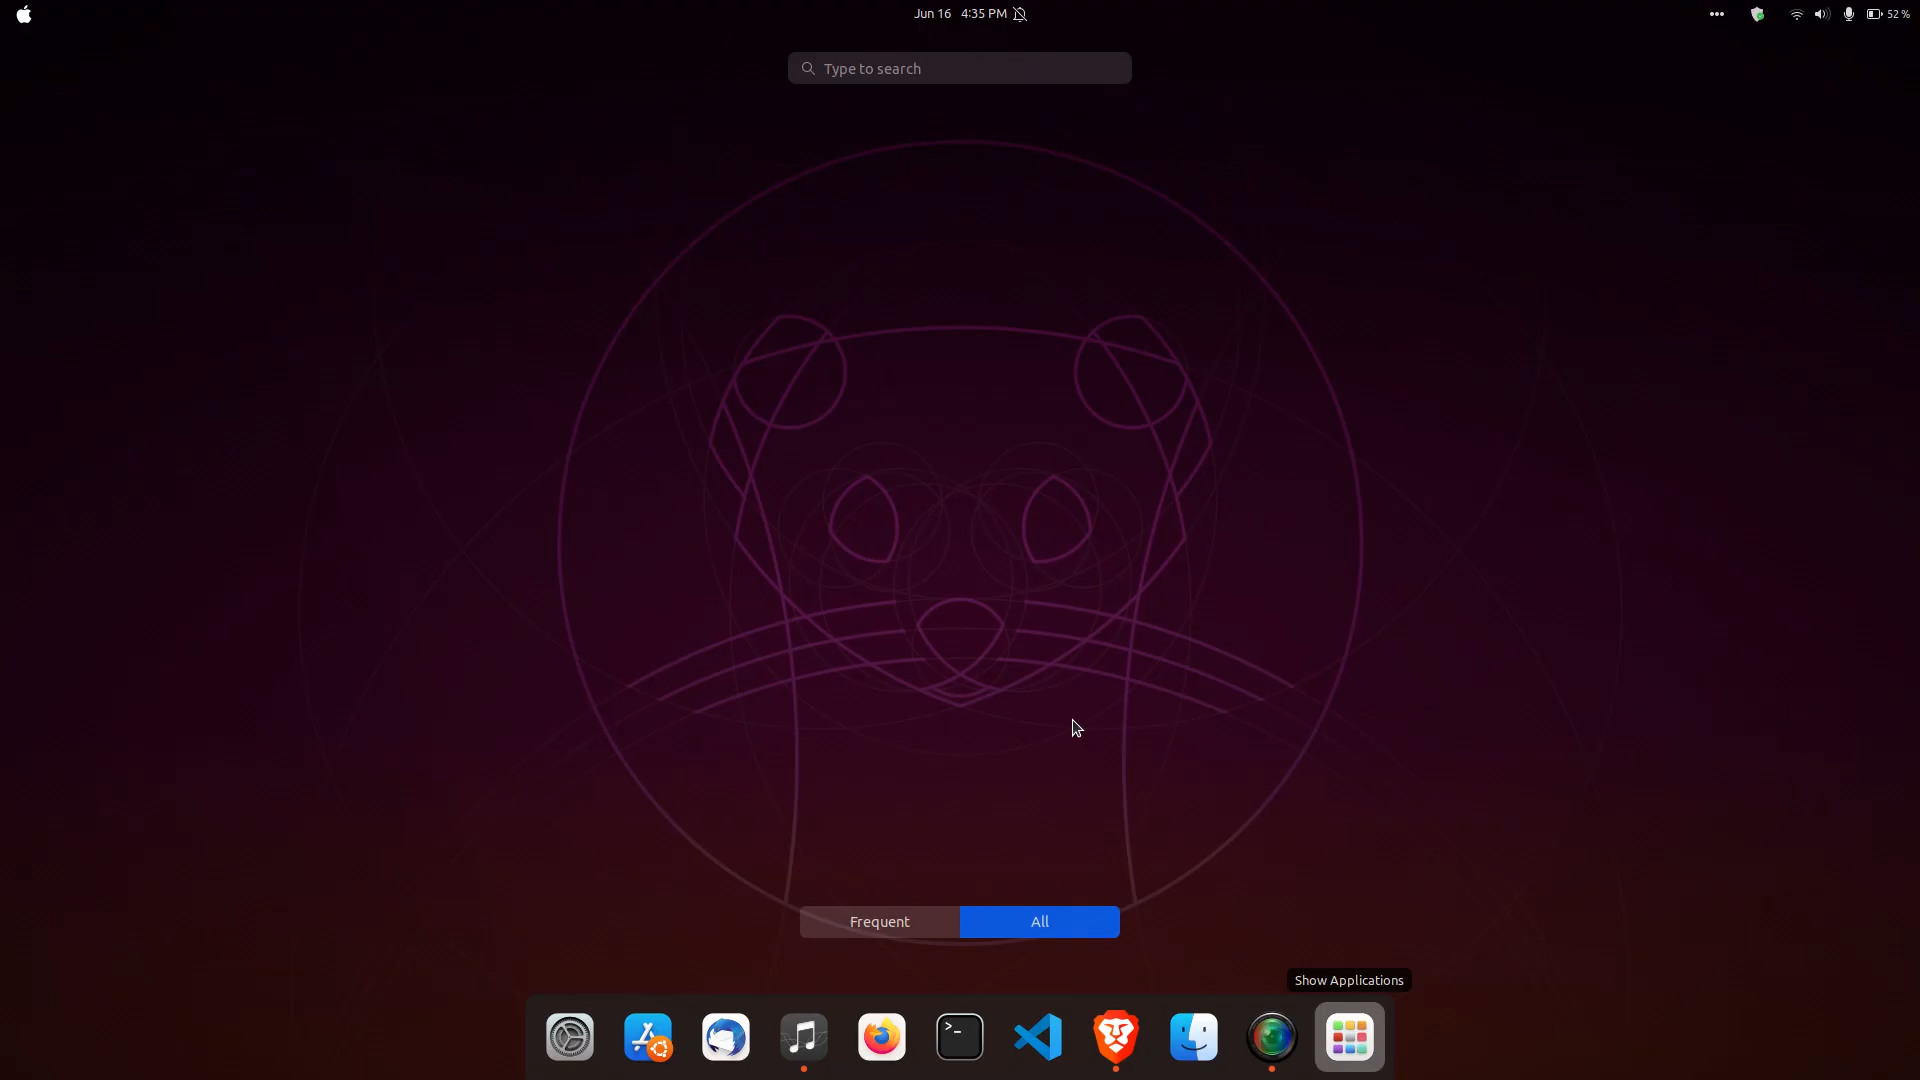 Jun 16 4:35 PM
52 %
Type to search
Frequent
All
Show Applications
>_